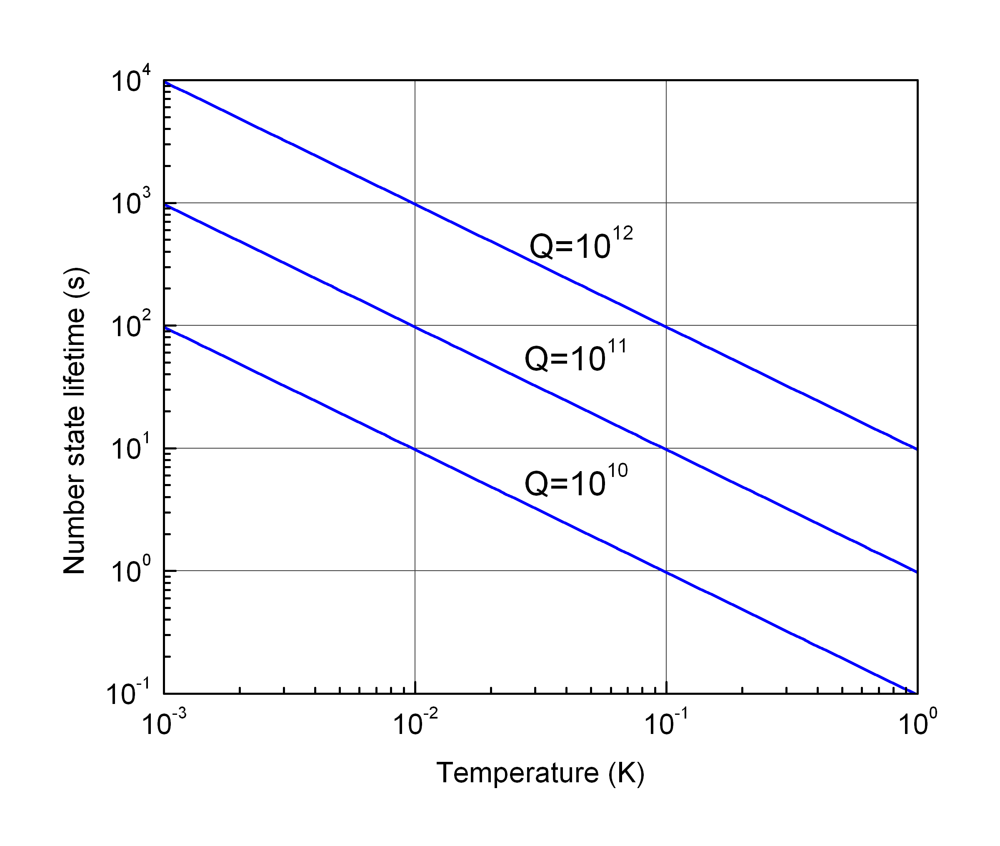 10^4
10^3
Q=10^12
Number state lifetime (s)
10^2
Q=10^11
10^1
Q=10^10
10^0
10^-1
10^-3 10^-2 10^-1 10^0
Temperature (K)